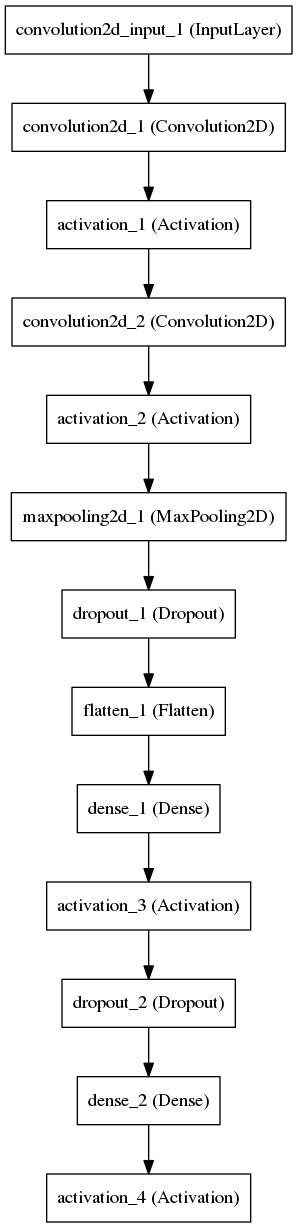 convolution2d_input_1 (InputLayer)
convolution2d_1 (Convolution2D)
activation_1 (Activation)
convolution2d_2 (Convolution2D)
activation_2 (Activation)
maxpooling2d_1 (MaxPooling2D)
dropout_1 (Dropout)
flatten_1 (Flatten)
dense_1 (Dense)
activation_3 (Activation)
dropout_2 (Dropout)
dense_2 (Dense)
activation_4 (Activation)